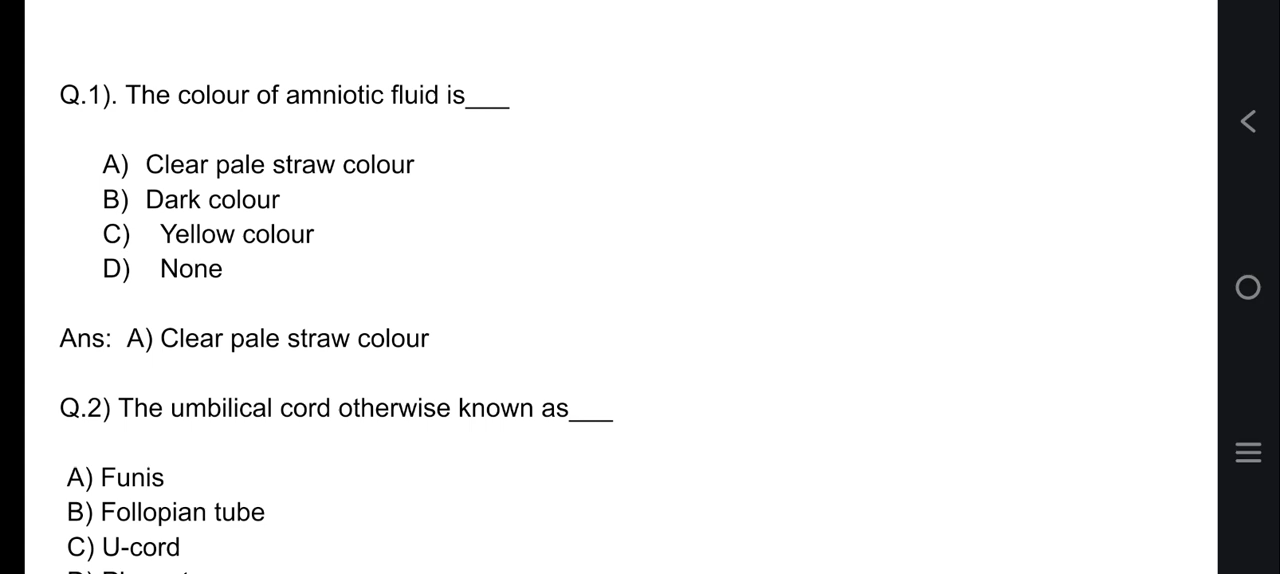 Q.1). The colour of amniotic fluid is___
A) Clear pale straw colour
B) Dark colour
C) Yellow colour
D) None
Ans: A) Clear pale straw colour
Q.2) The umbilical cord otherwise known as___
A) Funis
B) Follopian tube
C) U-cord